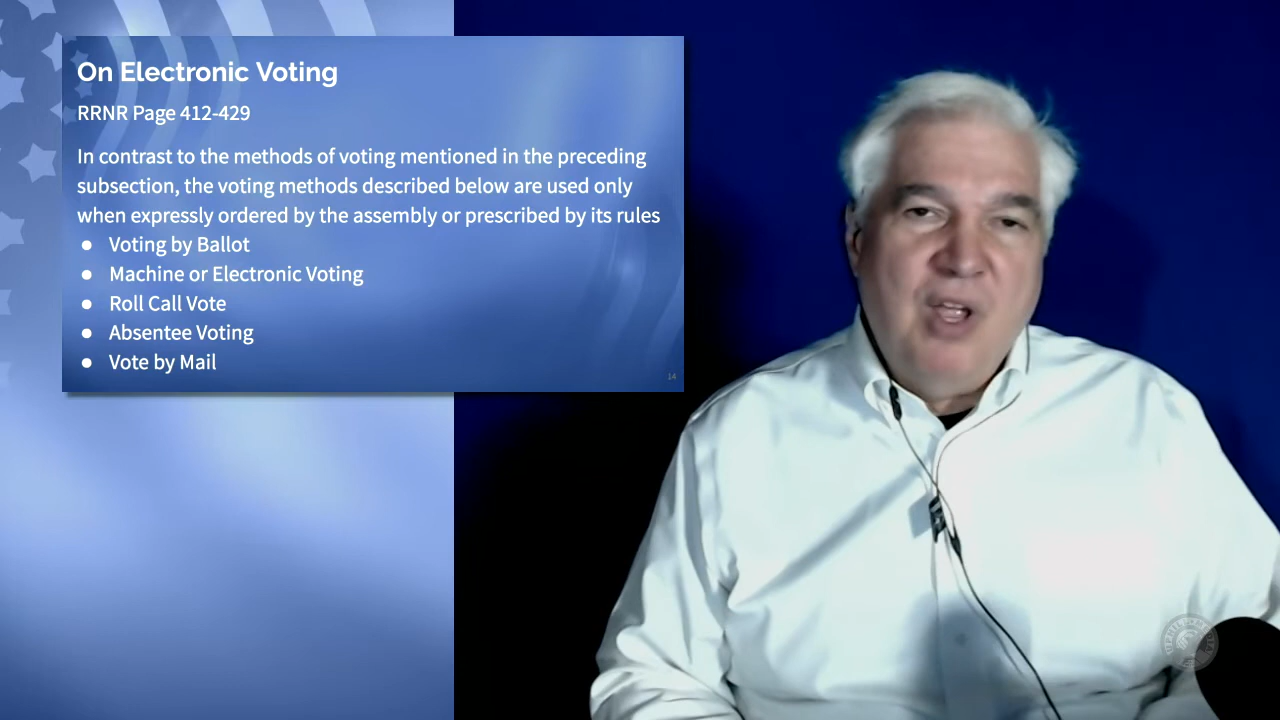 On Electronic Voting
RRNR Page 412-429
In contrast to the methods of voting mentioned in the preceding
subsection, the voting methods described below are used only
when expressly ordered by the assembly or prescribed by its rules
● Voting by Ballot
● Machine or Electronic Voting
● Roll Call Vote
● Absentee Voting
● Vote by Mail
14